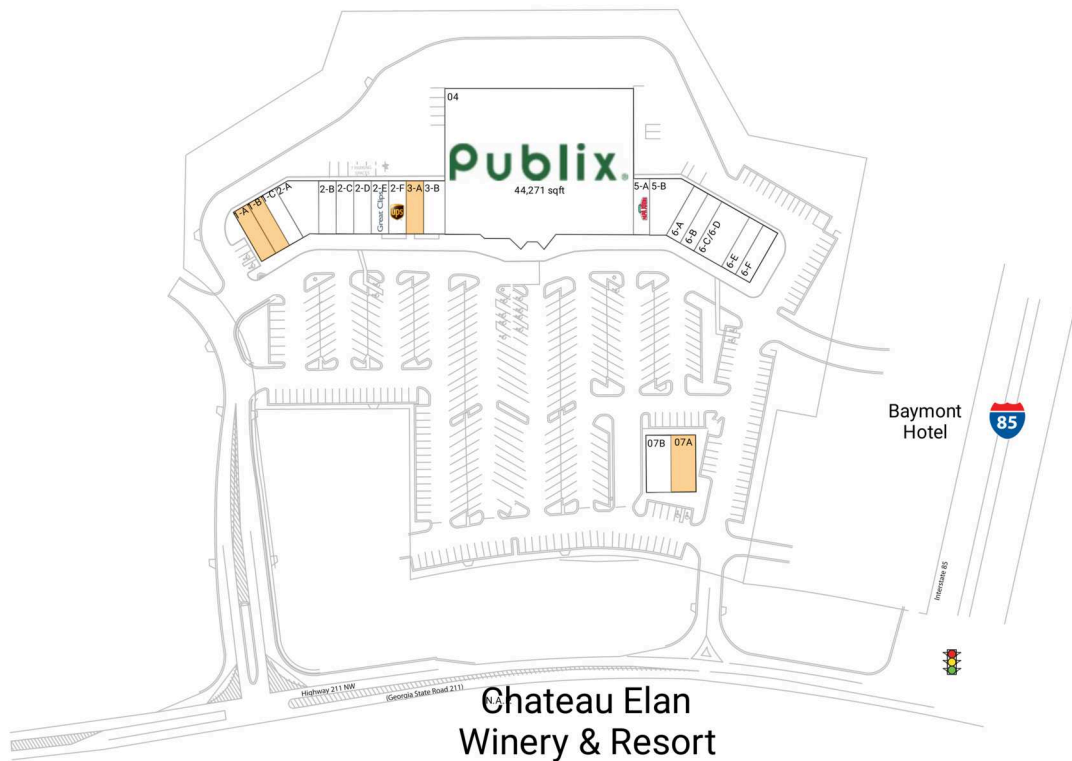 04
Publix.
44,271 sqft
1-A
1-B
1-C
2-A
2-B
2-C
2-D
2-E
2-F
3-A
3-B
5-A
5-B
Great Clips
ups
6-A
6-B
6-C/6-D
6-E
6-F
07B
07A
Baymont
Hotel
85
Interstate 85
Highway 211 NW
(Georgia State Road 211)
N.A.
Chateau Elan
Winery & Resort